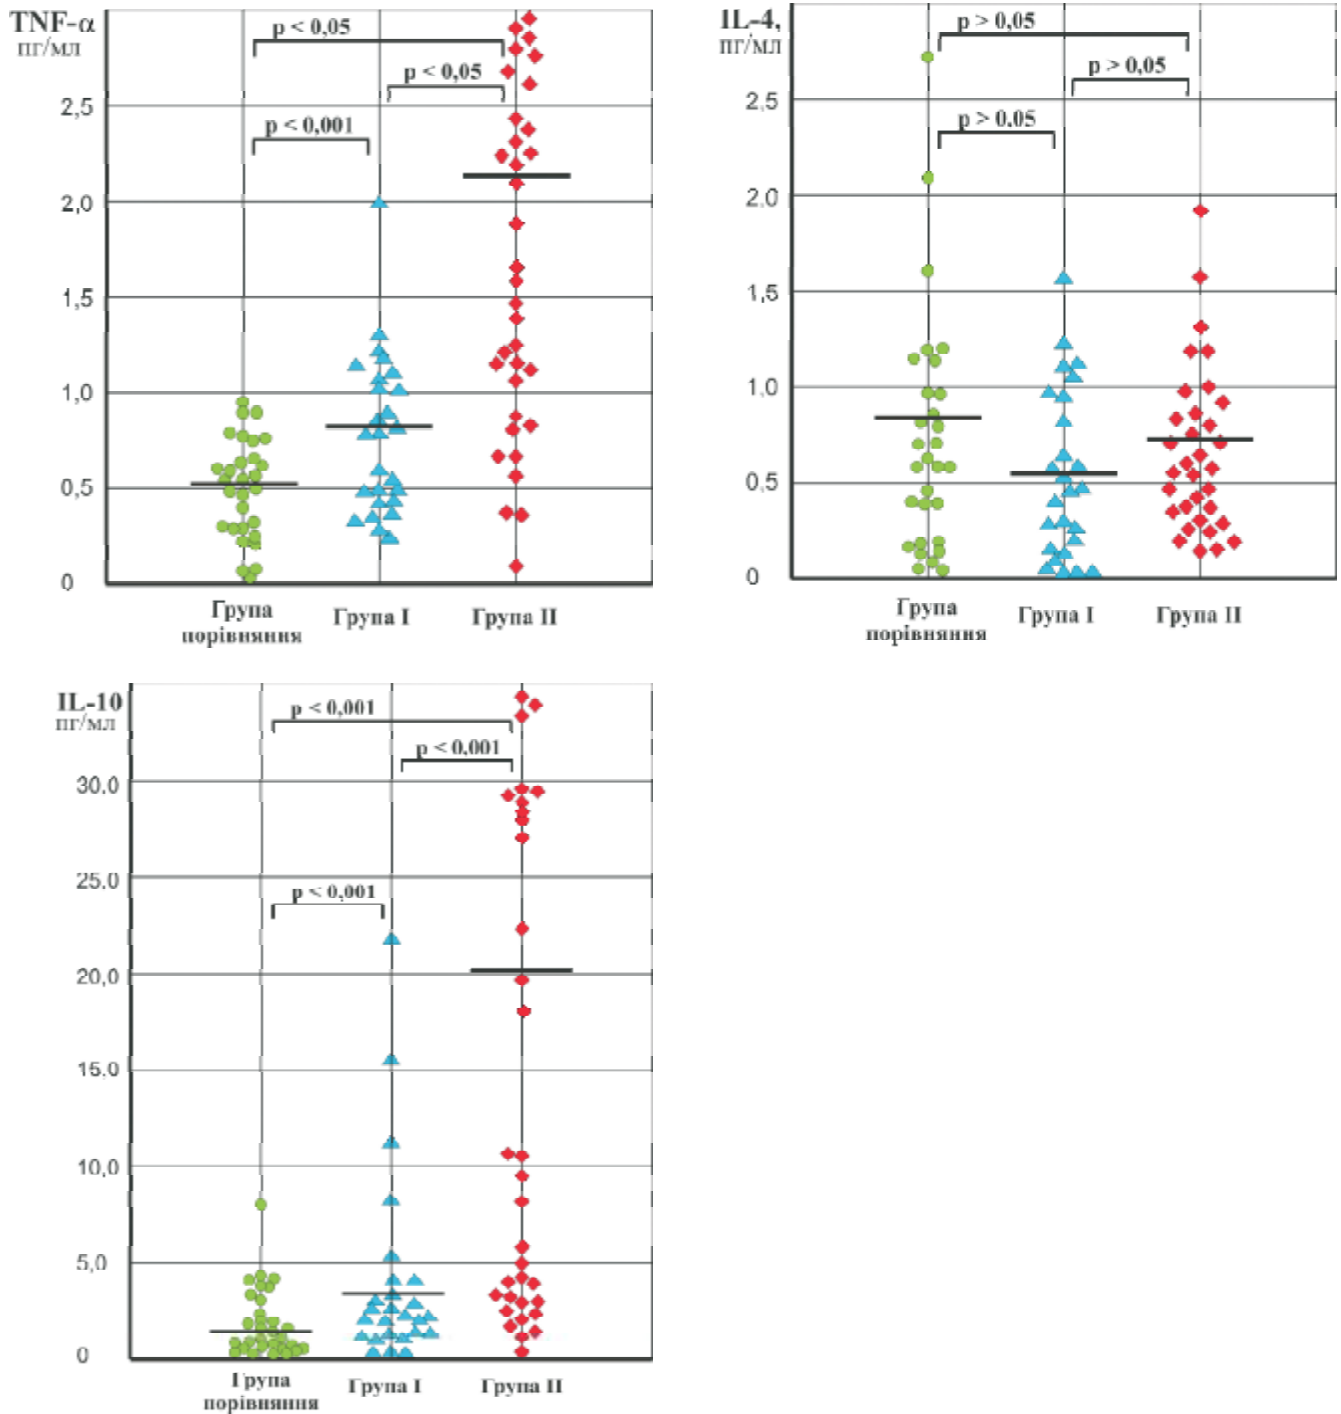 TNF-α
пг/мл
p < 0,05
p < 0,05
p < 0,001
2,5
2,0
1,5
1,0
0,5
0
Група
порівняння
Група I
Група II
IL-4,
пг/мл
p > 0,05
p > 0,05
p > 0,05
2,5
2,0
1,5
1,0
0,5
0
Група
порівняння
Група I
Група II
IL-10
пг/мл
p < 0,001
p < 0,001
p < 0,001
30.0
25.0
20,0
15,0
10,0
5,0
0
Група
порівняння
Група I
Група II